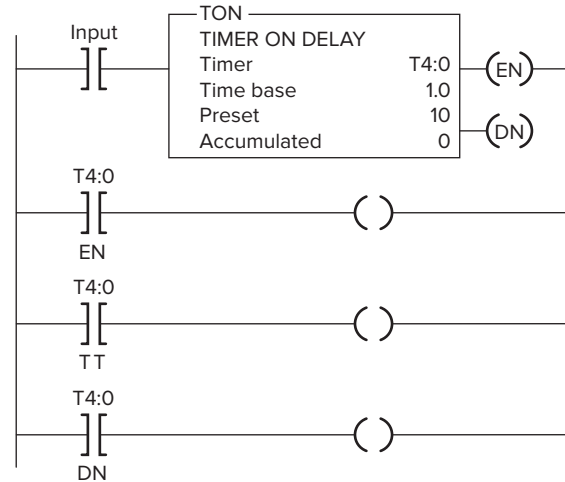 TON
Input
TIMER ON DELAY
Timer T4:0
EN
Time base 1.0
Preset 10
DN
Accumulated 0
T4:0
EN
T4:0
TT
T4:0
DN